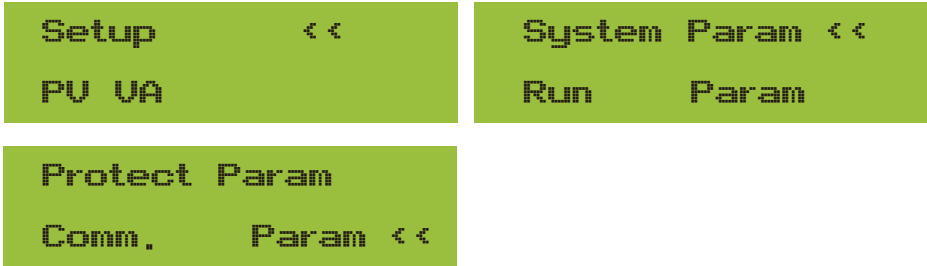 Setup <<
PV VA
System Param <<
Run Param
Protect Param
Comm. Param <<